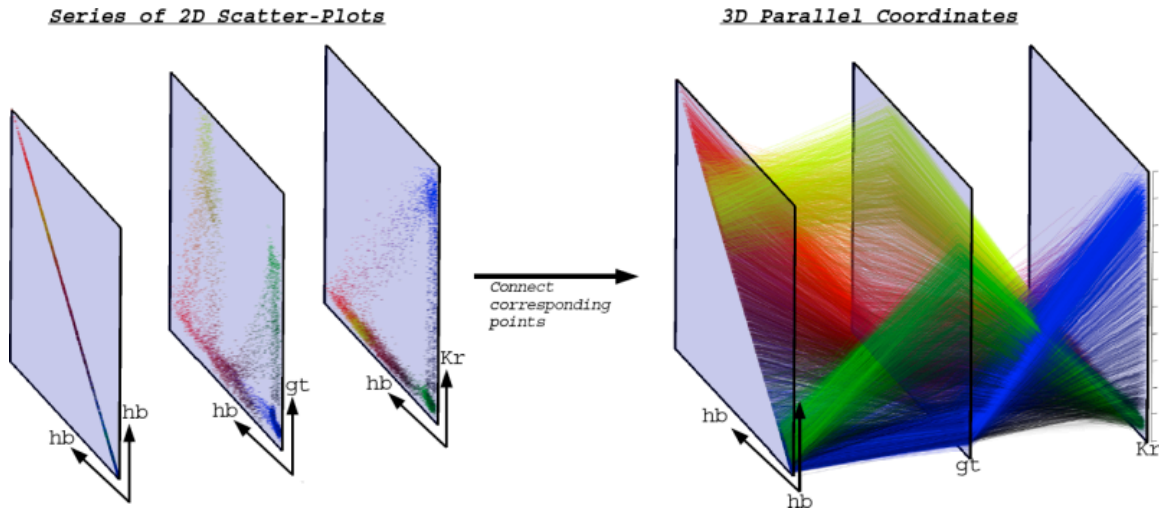 Series of 2D Scatter-Plots
3D Parallel Coordinates
Connect
corresponding
points
hb
hb
hb
gt
hb
Kr
hb
hb
gt
Kr